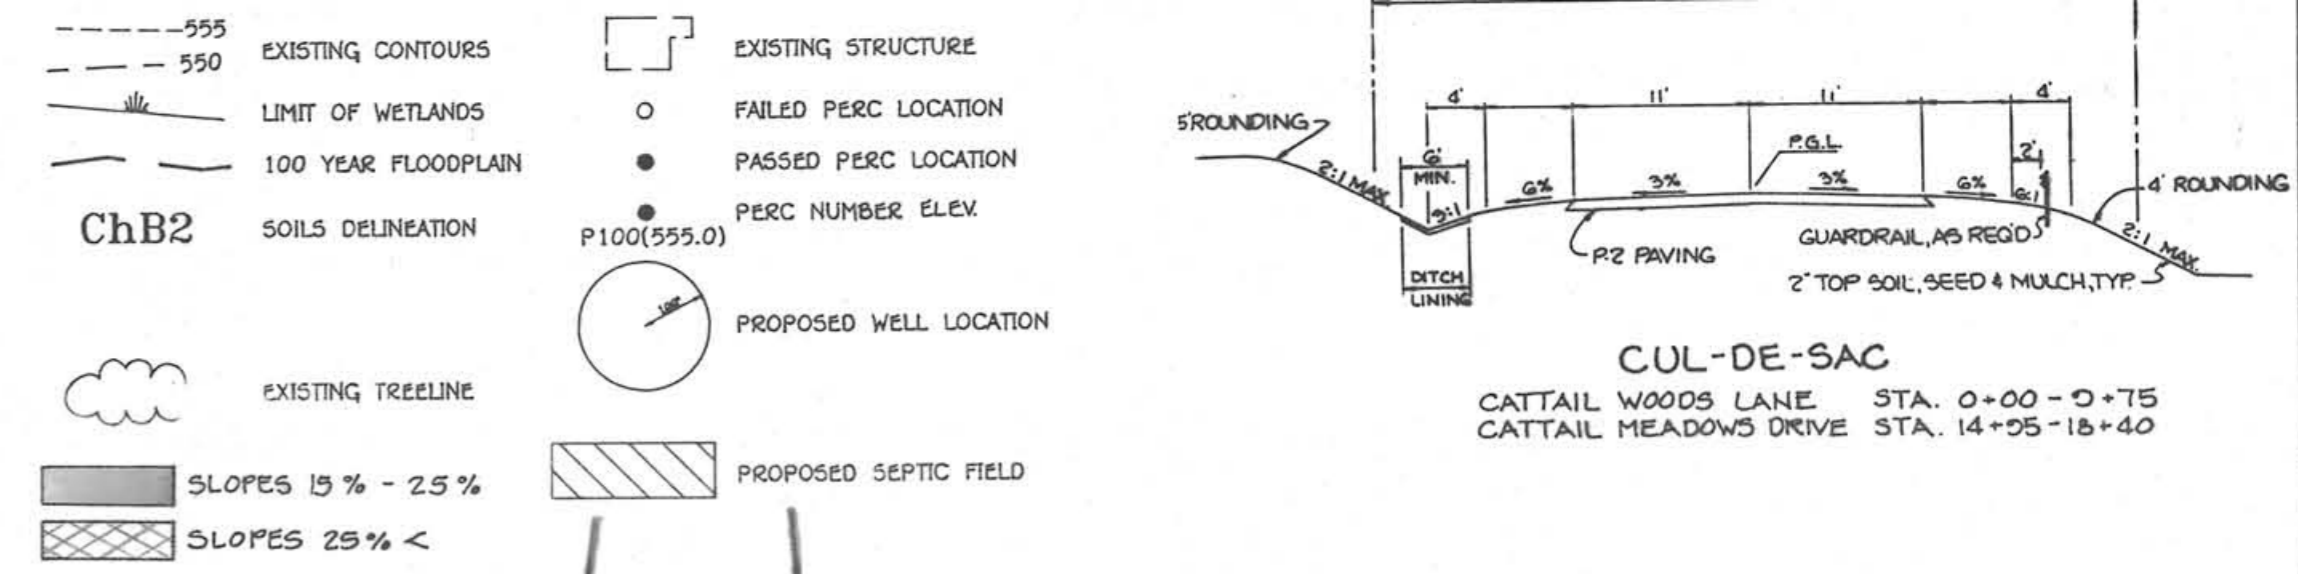 555
550
EXISTING CONTOURS
LIMIT OF WETLANDS
100 YEAR FLOODPLAIN
ChB2
SOILS DELINEATION
EXISTING TREELINE
SLOPES 15% - 25%
SLOPES 25% <
EXISTING STRUCTURE
FAILED PERC LOCATION
PASSED PERC LOCATION
PERC NUMBER ELEV.
P100(555.0)
100'
PROPOSED WELL LOCATION
PROPOSED SEPTIC FIELD
4'
11'
11'
4'
5' ROUNDING
P.G.L.
6'
MIN.
2'
2:1 MAX.
6%
3%
3%
6%
6:1
4' ROUNDING
3:1
GUARDRAIL, AS REQ'D
2:1 MAX.
P-2 PAVING
DITCH
LINING
2" TOP SOIL, SEED & MULCH, TYP.
CUL-DE-SAC
CATTAIL WOODS LANE STA. 0+00 - 9+75
CATTAIL MEADOWS DRIVE STA. 14+95 - 18+40